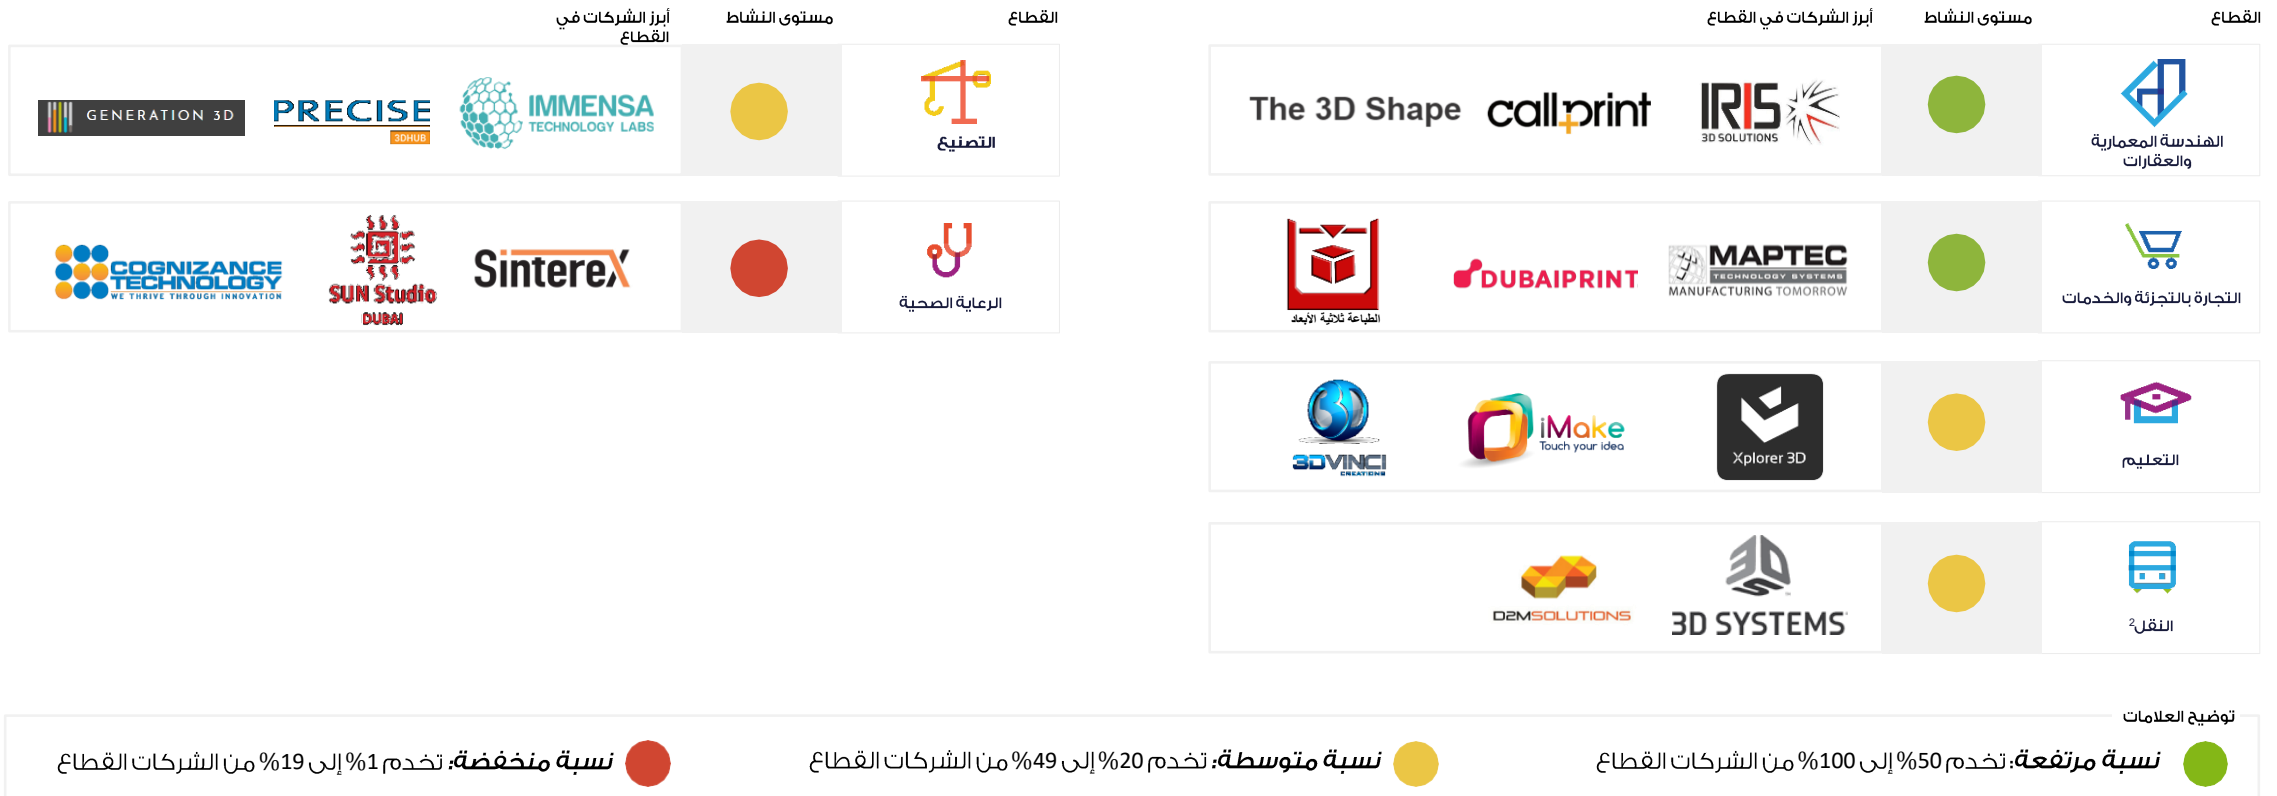 القطاع
مستوى النشاط
أبرز الشركات في القطاع
الهندسة المعمارية
والعقارات
IRIS
3D SOLUTIONS
callprint
The 3D Shape
التجارة بالتجزئة والخدمات
MAPTEC
TECHNOLOGY SYSTEMS
MANUFACTURING TOMORROW
DUBAIPRINT
الطباعة ثلاثية الأبعاد
التعليم
Xplorer 3D
iMake
Touch your idea
3DVINCI
CREATIONS
النقل²
3DS
3D SYSTEMS
D2MSOLUTIONS
القطاع
مستوى النشاط
أبرز الشركات في
القطاع
التصنيع
IMMENSA
TECHNOLOGY LABS
PRECISE
3DHUB
GENERATION 3D
الرعاية الصحية
Sinterex
SUN Studio
DUBAI
COGNIZANCE
TECHNOLOGY
WE THRIVE THROUGH INNOVATION
توضيح العلامات
نسبة مرتفعة: تخدم 50% إلى 100% من الشركات القطاع
نسبة متوسطة: تخدم 20% إلى 49% من الشركات القطاع
نسبة منخفضة: تخدم 1% إلى 19% من الشركات القطاع